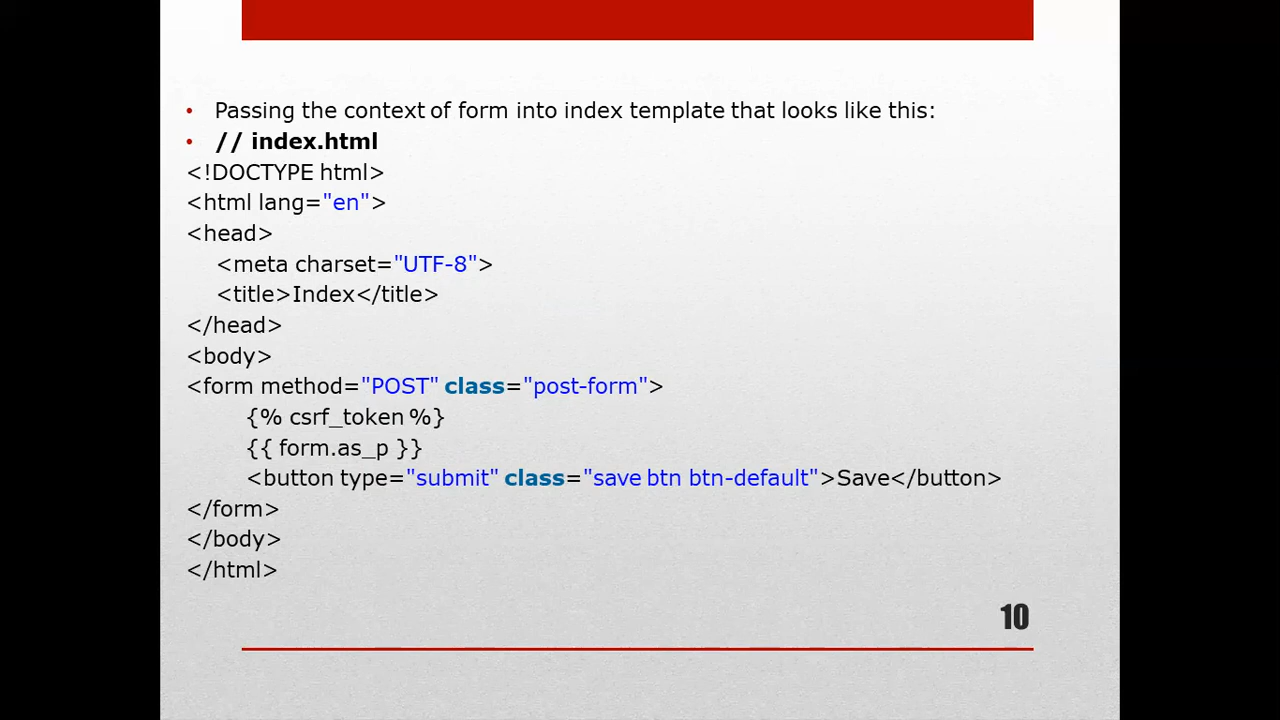 • Passing the context of form into index template that looks like this:
• // index.html
<!DOCTYPE html>
<html lang="en">
<head>
<meta charset="UTF-8">
<title>Index</title>
</head>
<body>
<form method="POST" class="post-form">
{% csrf_token %}
{{ form.as_p }}
<button type="submit" class="save btn btn-default">Save</button>
</form>
</body>
</html>
10